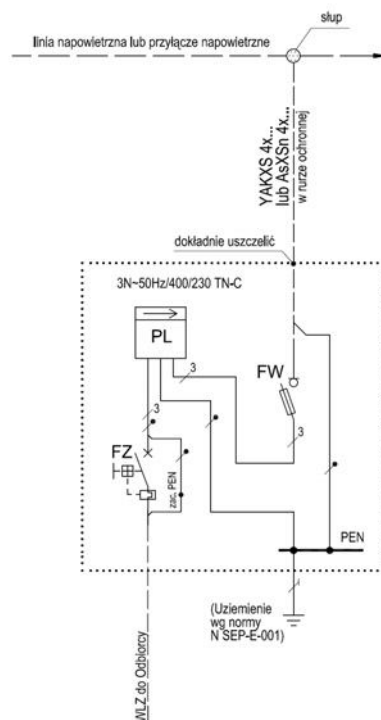 słup
linia napowietrzna lub przyłącze napowietrzne
YAKXS 4x...
lub AsXSn 4x...
w rurze ochronnej
dokładnie uszczelić
3N~50Hz/400/230 TN-C
PL
3
FW
3
3
FZ
zac. PEN
PEN
(Uziemienie
wg normy
N SEP-E-001)
WLZ do Odbiorcy